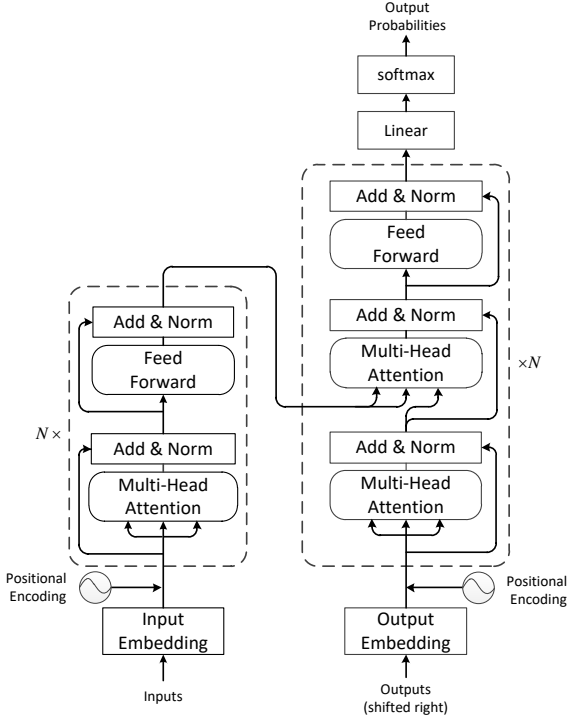 Output
Probabilities
softmax
Linear
Add & Norm
Feed
Forward
Add & Norm
Multi-Head
Attention
×N
Add & Norm
Multi-Head
Attention
Positional
Encoding
Output
Embedding
Outputs
(shifted right)
Add & Norm
Feed
Forward
N×
Add & Norm
Multi-Head
Attention
Positional
Encoding
Input
Embedding
Inputs